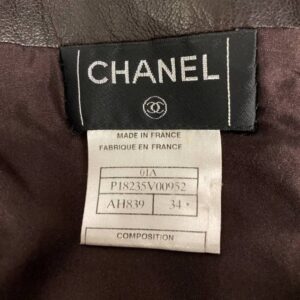 CHANEL
MADE IN FRANCE
FABRIQUÉ EN FRANCE
01A
P18235V00952
AH839 34
COMPOSITION